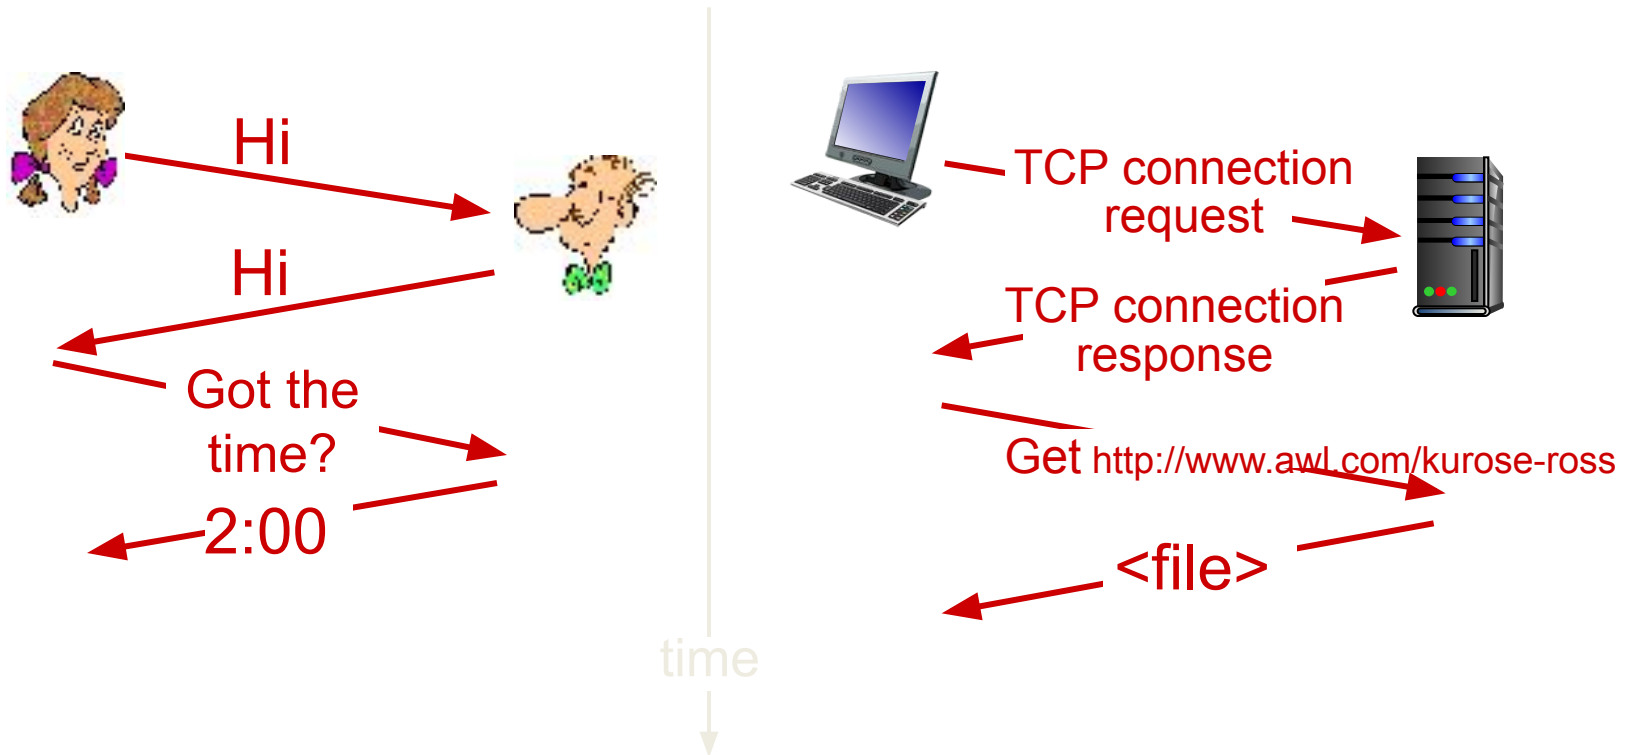 Hi
Hi
Got the
time?
2:00
TCP connection
request
TCP connection
response
Get http://www.awl.com/kurose-ross
<file>
time